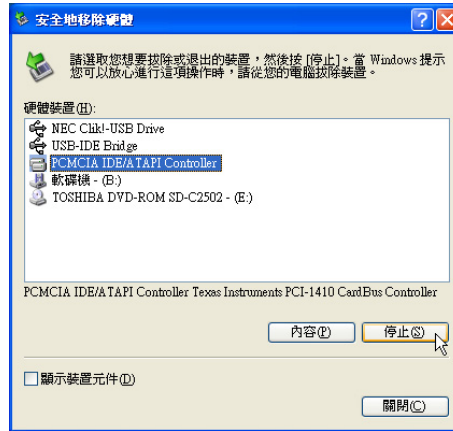 安全地移除硬體
請選取您想要拔除或退出的裝置，然後按 [停止]。當 Windows 提示
您可以放心進行這項操作時，請從您的電腦拔除裝置。
硬體裝置(H):
NEC Clik!-USB Drive
USB-IDE Bridge
PCMCIA IDE/ATAPI Controller
軟碟機 - (B:)
TOSHIBA DVD-ROM SD-C2502 - (E:)
PCMCIA IDE/ATAPI Controller Texas Instruments PCI-1410 CardBus Controller
內容(P) 停止(S)
顯示裝置元件(D)
關閉(C)